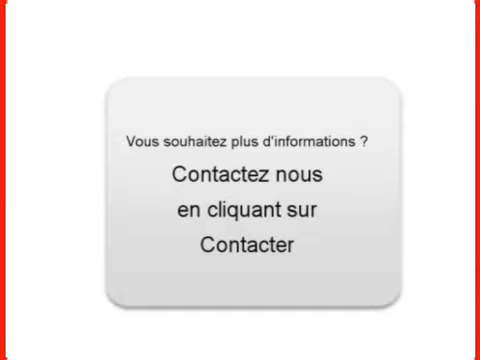 Vous souhaitez plus d'informations ?
Contactez nous
en cliquant sur
Contacter